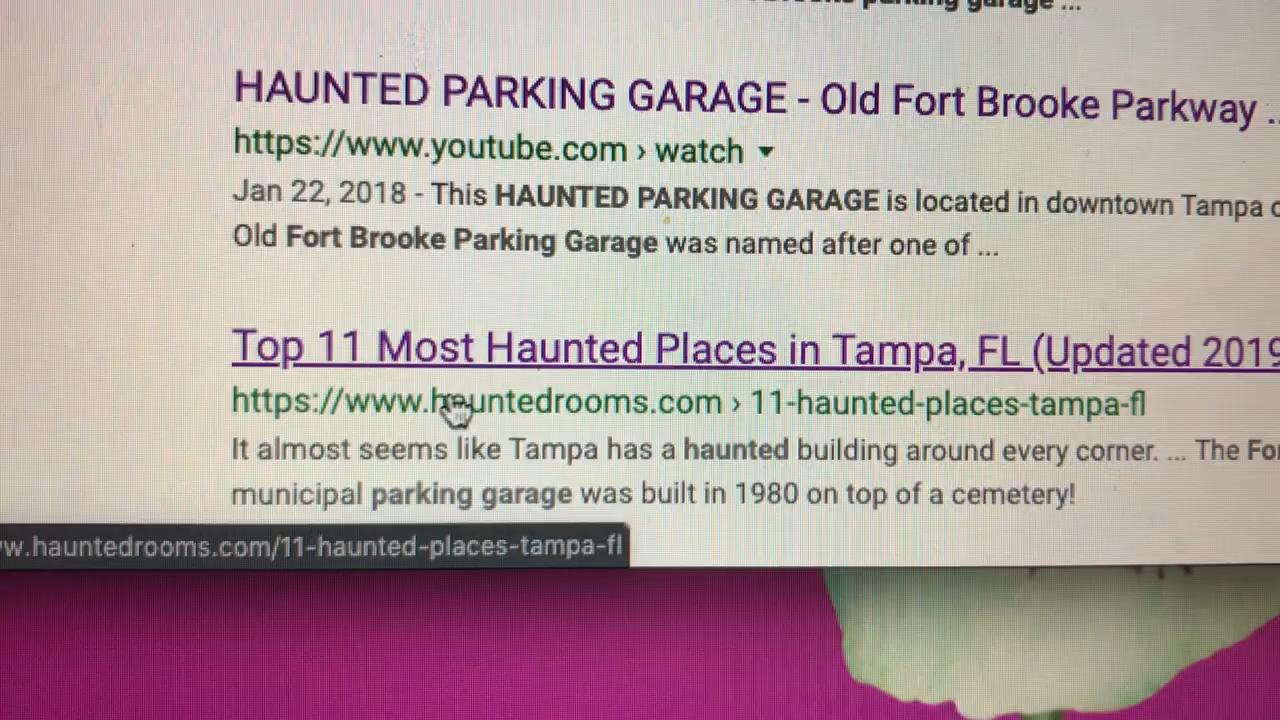 parking garage ...
HAUNTED PARKING GARAGE - Old Fort Brooke Parkway ...
https://www.youtube.com › watch ▼
Jan 22, 2018 - This HAUNTED PARKING GARAGE is located in downtown Tampa
Old Fort Brooke Parking Garage was named after one of ...
Top 11 Most Haunted Places in Tampa, FL (Updated 2019
https://www.hauntedrooms.com › 11-haunted-places-tampa-fl
It almost seems like Tampa has a haunted building around every corner. ... The
municipal parking garage was built in 1980 on top of a cemetery!
w.hauntedrooms.com/11-haunted-places-tampa-fl